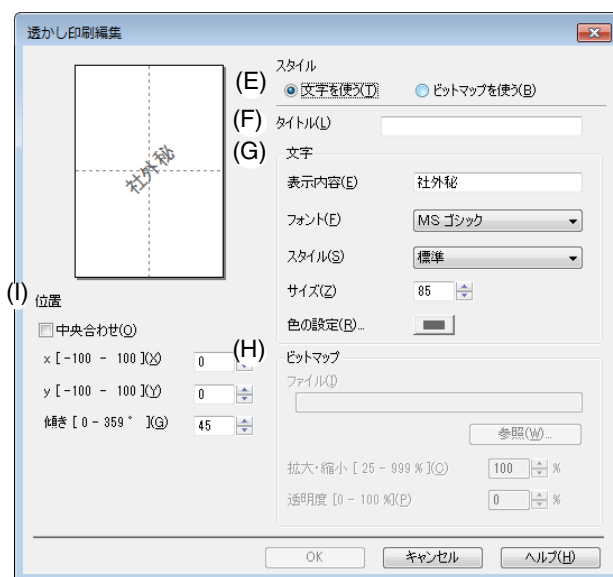 透かし印刷編集
社外秘
スタイル
(E)
文字を使う(T)
ビットマップを使う(B)
(F)
タイトル(L)
(G)
文字
表示内容(E)
社外秘
フォント(F)
MS ゴシック
スタイル(S)
標準
サイズ(Z)
85
色の設定(R)...
(I)
位置
中央合わせ(O)
x [ -100 - 100 ](X)
0
y [ -100 - 100 ](Y)
0
傾き [ 0 - 359 ° ](G)
45
(H)
ビットマップ
ファイル(I)
参照(W)...
拡大・縮小 [ 25 - 999 % ](C)
100
%
透明度 [0 - 100 %](P)
0
%
OK
キャンセル
ヘルプ(H)